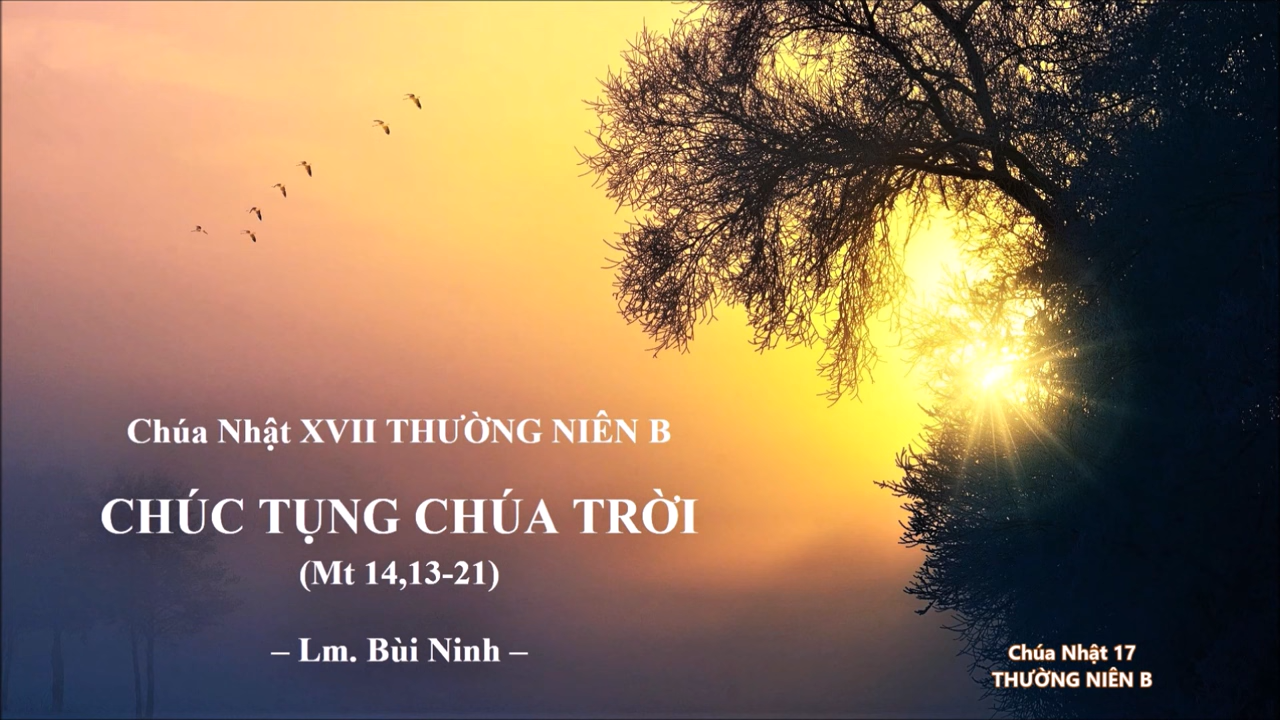 Chúa Nhật XVII THƯỜNG NIÊN B
CHÚC TỤNG CHÚA TRỜI
(Mt 14,13-21)
– Lm. Bùi Ninh –
Chúa Nhật 17
THƯỜNG NIÊN B